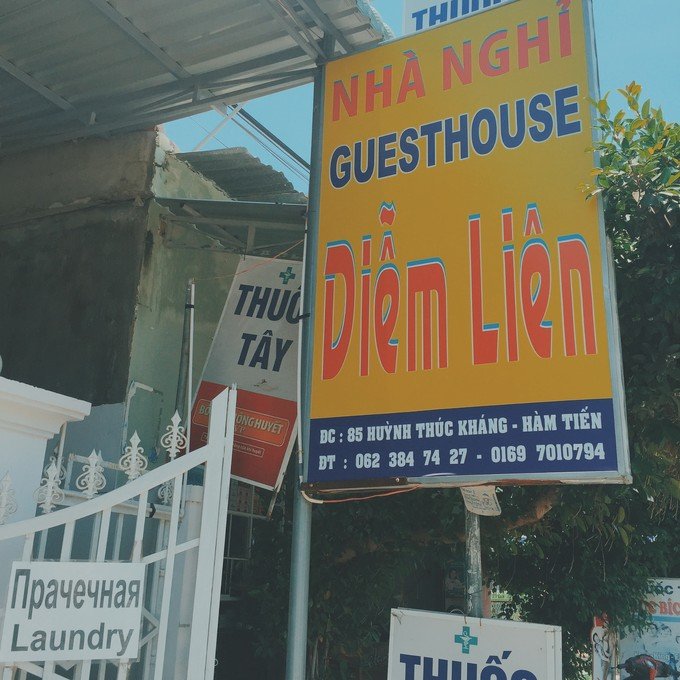 NHÀ NGHỈ
GUESTHOUSE
Diễm Liên
ĐC : 85 HUỲNH THÚC KHÁNG - HÀM TIẾN
ĐT : 062 384 74 27 - 0169 7010794
THUỐC
TÂY
Прачечная
Laundry
THUỐC